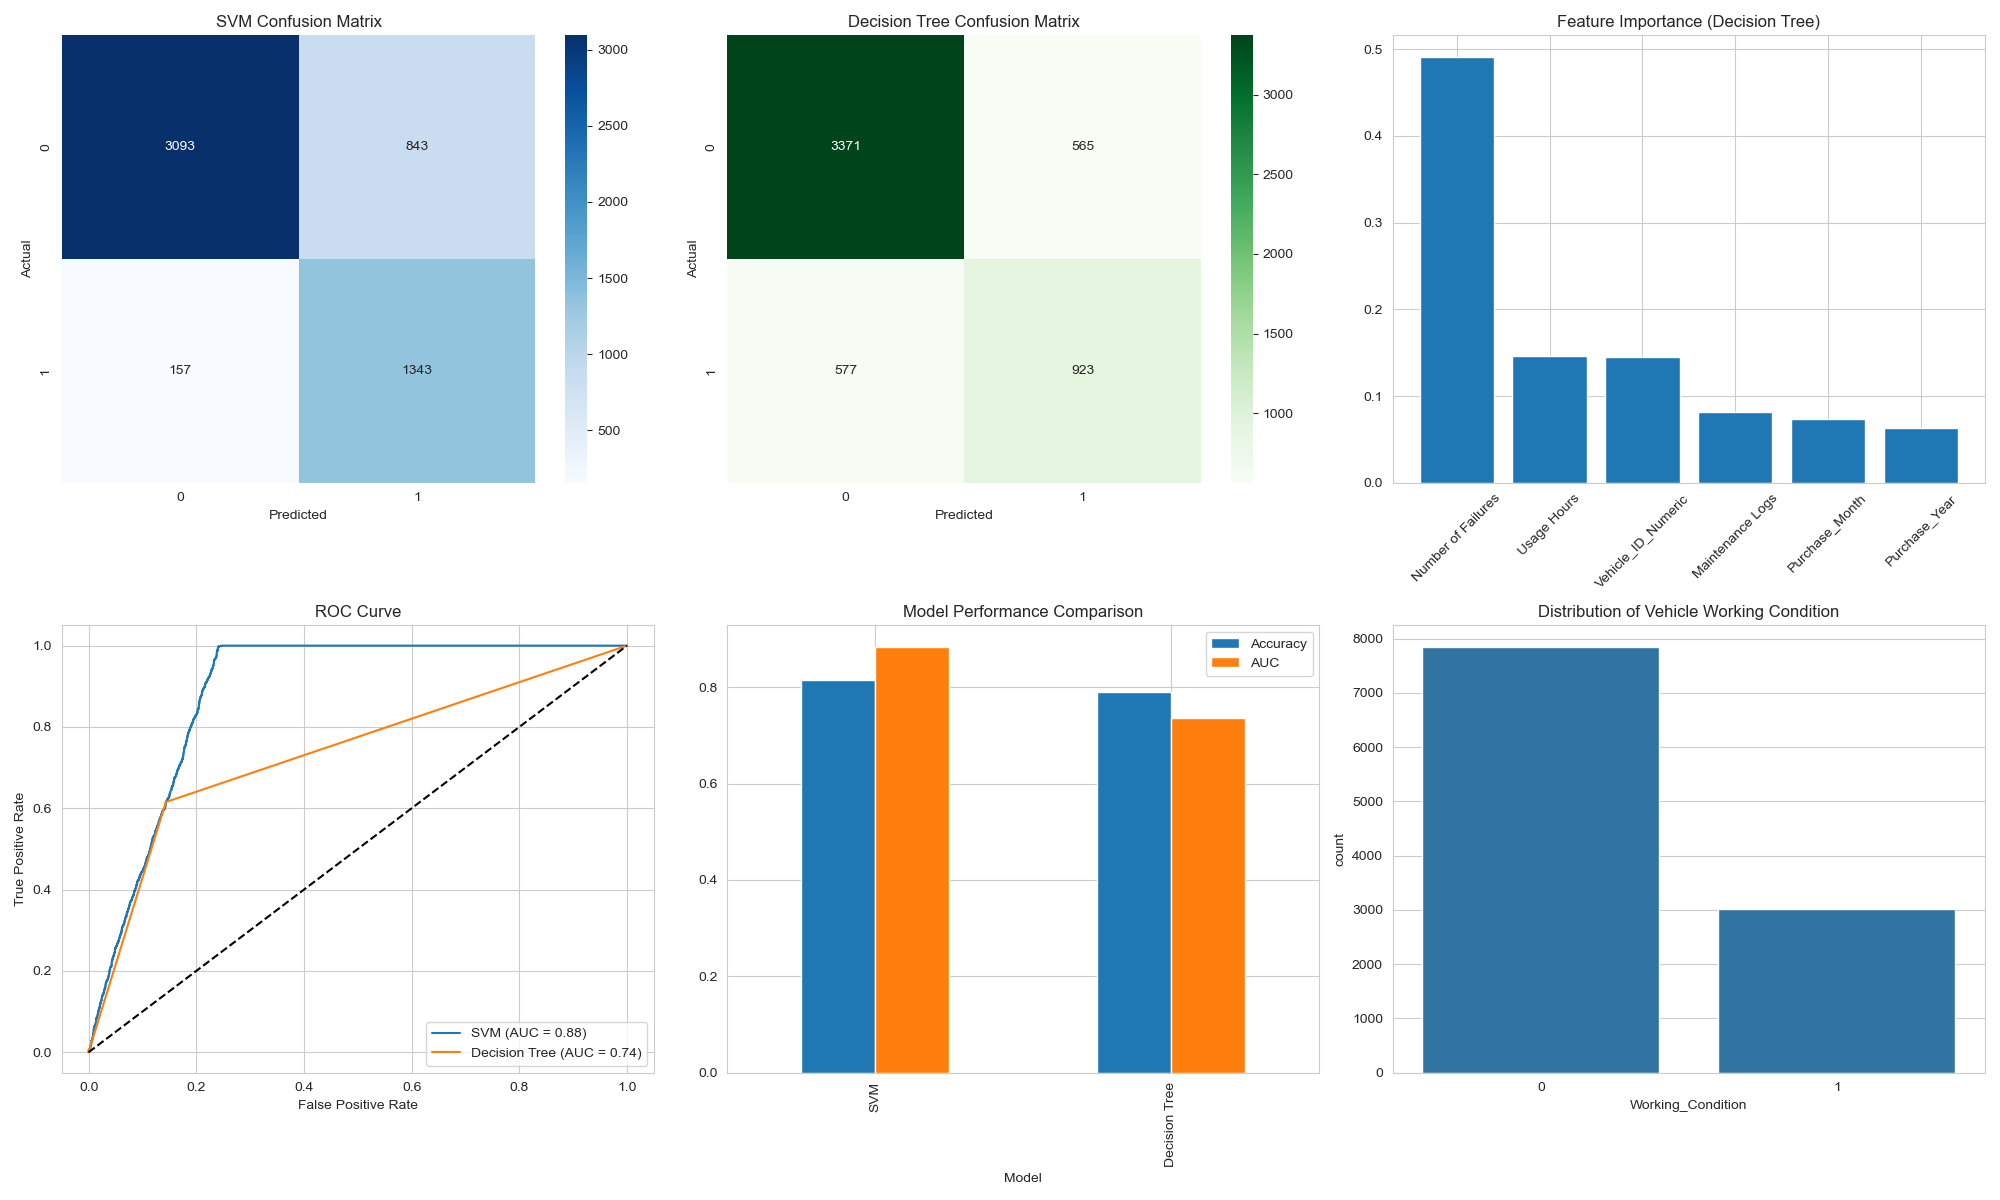 SVM Confusion Matrix
3093
843
157
1343
0
1
Actual
0
1
Predicted
3000
2500
2000
1500
1000
500
Decision Tree Confusion Matrix
3371
565
577
923
0
1
Actual
0
1
Predicted
3000
2500
2000
1500
1000
Feature Importance (Decision Tree)
0.5
0.4
0.3
0.2
0.1
0.0
Number of Failures
Usage Hours
Vehicle_ID_Numeric
Maintenance Logs
Purchase_Month
Purchase_Year
ROC Curve
1.0
0.8
0.6
0.4
0.2
0.0
True Positive Rate
SVM (AUC = 0.88)
Decision Tree (AUC = 0.74)
0.0
0.2
0.4
0.6
0.8
1.0
False Positive Rate
Model Performance Comparison
Accuracy
AUC
0.8
0.6
0.4
0.2
0.0
SVM
Decision Tree
Model
Distribution of Vehicle Working Condition
8000
7000
6000
5000
4000
3000
2000
1000
0
count
0
1
Working_Condition